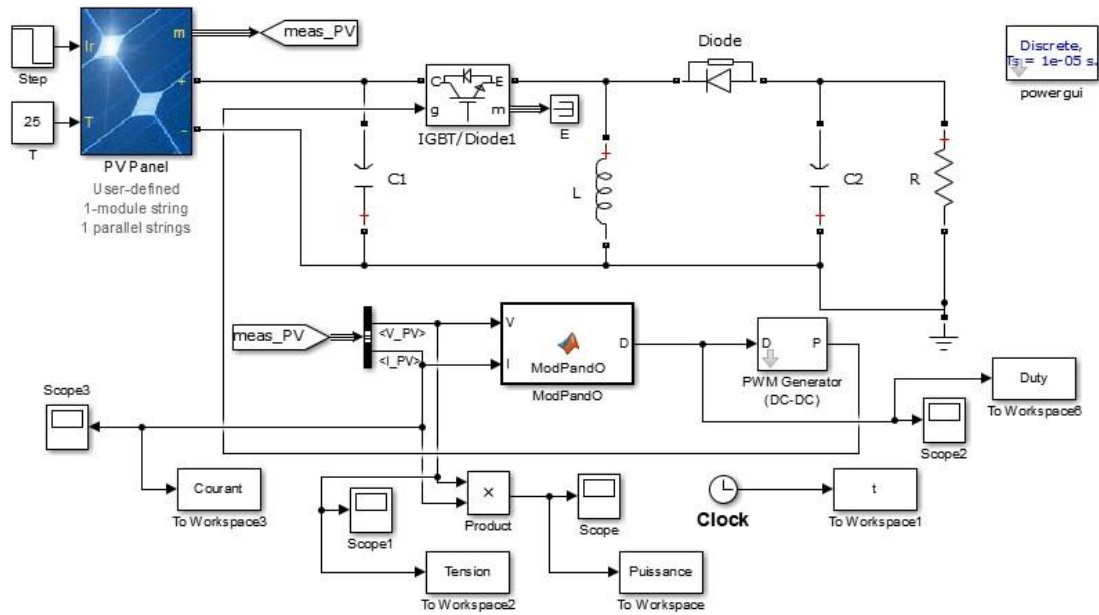 Step
25
T
Ir
T
m
+
-
PV Panel
User-defined
1-module string
1 parallel strings
meas_PV
C
E
g
m
IGBT/Diode1
E
Diode
Discrete,
Ts = 1e-05 s.
powergui
C1
L
C2
R
meas_PV
<V_PV>
<I_PV>
V
I
D
ModPandO
ModPandO
D
P
PWM Generator
(DC-DC)
Duty
To Workspace6
Scope2
Scope3
Courant
To Workspace3
Scope1
Tension
To Workspace2
×
Product
Scope
Puissance
To Workspace
Clock
t
To Workspace1